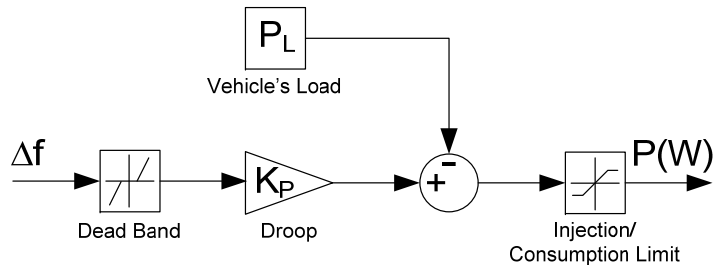 P_L
Vehicle's Load
Δf
K_P
+
-
P(W)
Dead Band
Droop
Injection/
Consumption Limit